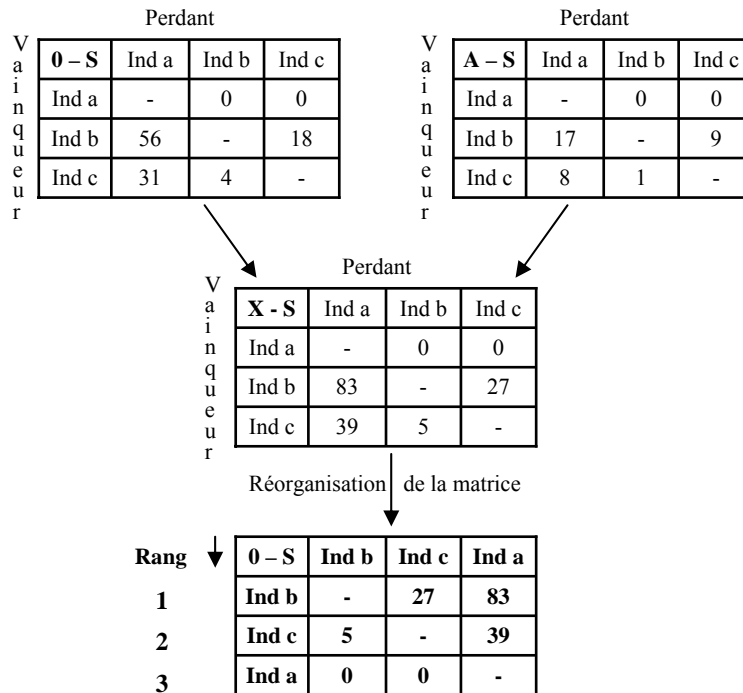 Perdant
Vainqueur
0 – S Ind a Ind b Ind c
Ind a - 0 0
Ind b 56 - 18
Ind c 31 4 -
Perdant
Vainqueur
A – S Ind a Ind b Ind c
Ind a - 0 0
Ind b 17 - 9
Ind c 8 1 -
Perdant
Vainqueur
X - S Ind a Ind b Ind c
Ind a - 0 0
Ind b 83 - 27
Ind c 39 5 -
Réorganisation de la matrice
Rang 0 – S Ind b Ind c Ind a
1 Ind b - 27 83
2 Ind c 5 - 39
3 Ind a 0 0 -